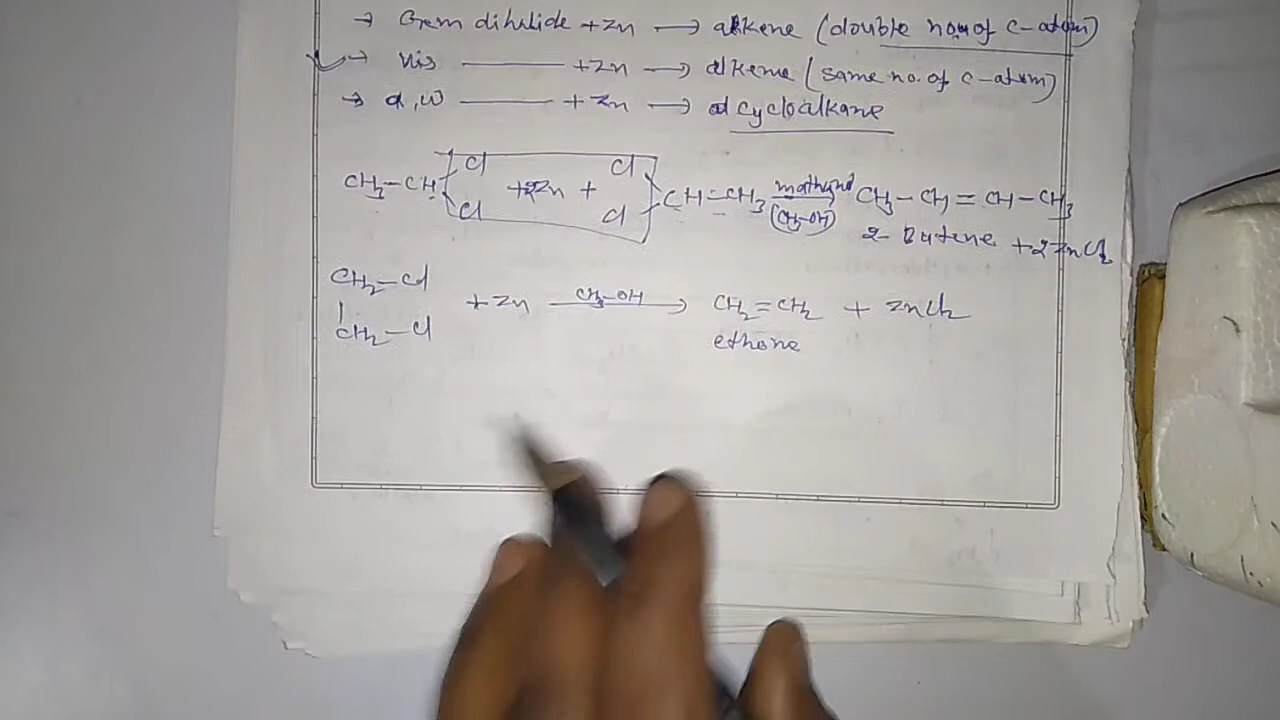 → Gem dihalide + Zn → alkene (double no. of C-atom)
→ Vis ——— + Zn → alkene (same no. of C-atom)
→ α, ω ——— + Zn → cycloalkane
CH3-CH Cl Cl +2Zn + Cl Cl CH-CH3 methanol (CH3-OH) → CH3-CH=CH-CH3
2-Butene + 2ZnCl2
CH2-Cl
| + Zn CH3-OH → CH2=CH2 + ZnCl2
CH2-Cl ethene